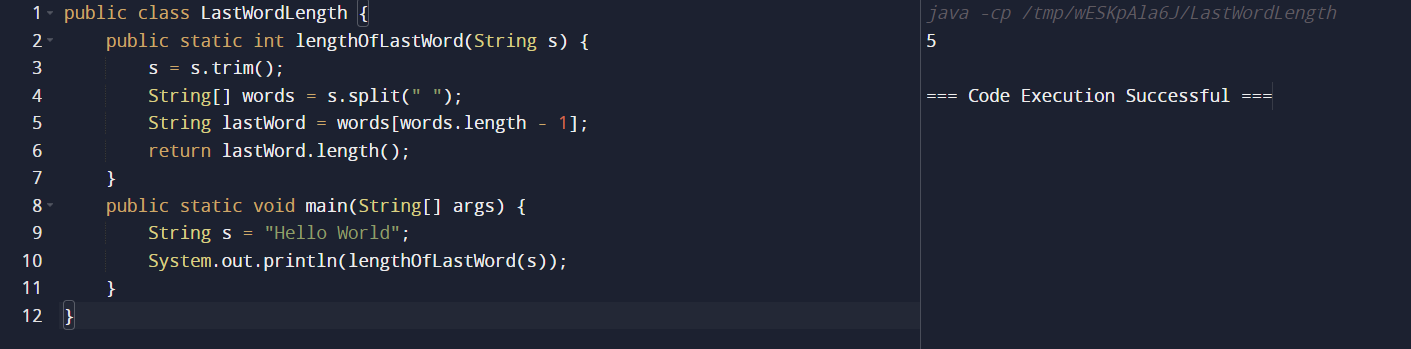 1 public class LastWordLength {
2     public static int lengthOfLastWord(String s) {
3         s = s.trim();
4         String[] words = s.split(" ");
5         String lastWord = words[words.length - 1];
6         return lastWord.length();
7     }
8     public static void main(String[] args) {
9         String s = "Hello World";
10         System.out.println(lengthOfLastWord(s));
11     }
12 }
java -cp /tmp/wESKpAla6J/LastWordLength
5
=== Code Execution Successful ===